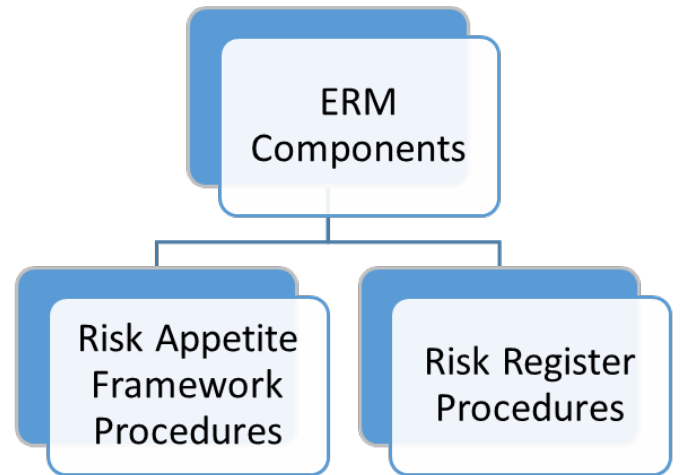 ERM
Components
Risk Appetite
Framework
Procedures
Risk Register
Procedures